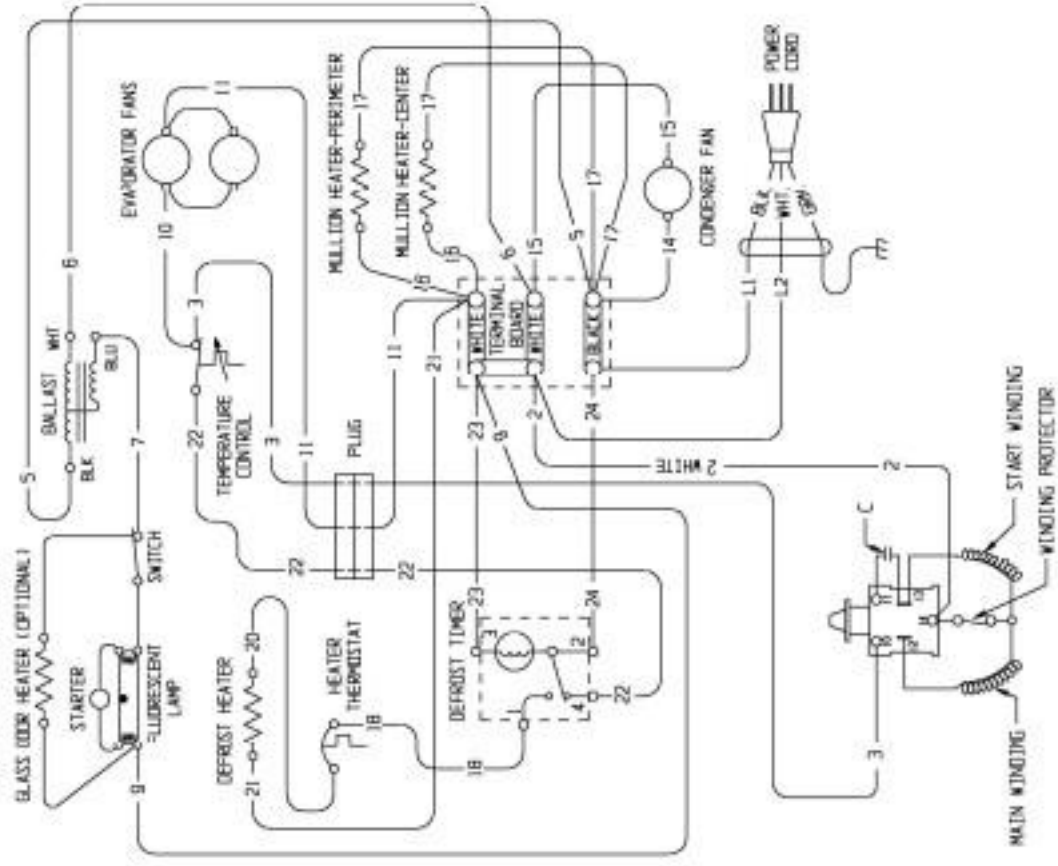 GLASS DOOR HEATER (OPTIONAL)
STARTER
FLUORESCENT
LAMP
SWITCH
5
BLK
BALLAST
WHT
BLU
6
7
9
EVAPORATOR FANS
11
10
3
22
TEMPERATURE
CONTROL
3
11
PLUG
22
22
11
21
DEFROST HEATER
21
20
HEATER
THERMOSTAT
18
18
DEFROST TIMER
3
1
2
4
23
24
22
MULLION HEATER-PERIMETER
17
MULLION HEATER-CENTER
17
16
16
6
15
5
17
17
WHITE
TERMINAL
BOARD
WHITE
BLACK
23
9
2
24
15
14
CONDENSER FAN
POWER
CORD
BLK
WHT
GRN
L1
L2
2 WHITE
2
3
C
START WINDING
WINDING PROTECTOR
MAIN WINDING